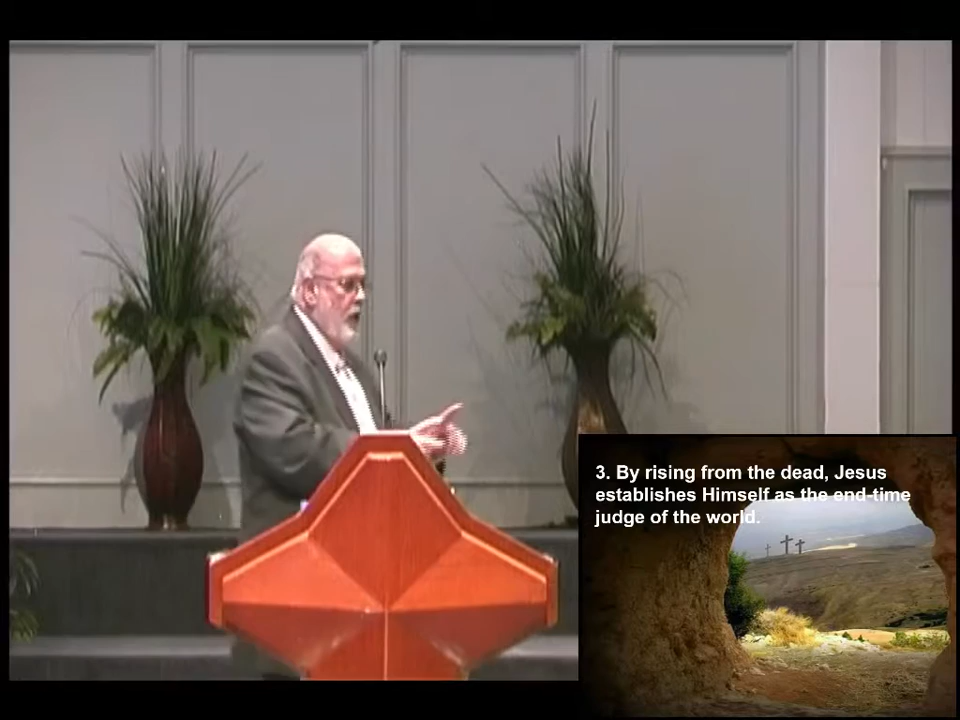 3. By rising from the dead, Jesus
establishes Himself as the end-time
judge of the world.